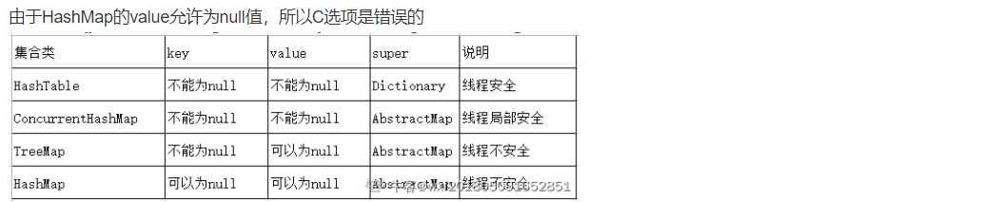 由于HashMap的value允许为null值，所以C选项是错误的
集合类 key value super 说明
HashTable 不能为null 不能为null Dictionary 线程安全
ConcurrentHashMap 不能为null 不能为null AbstractMap 线程局部安全
TreeMap 不能为null 可以为null AbstractMap 线程不安全
HashMap 可以为null 可以为null AbstractMap 线程不安全